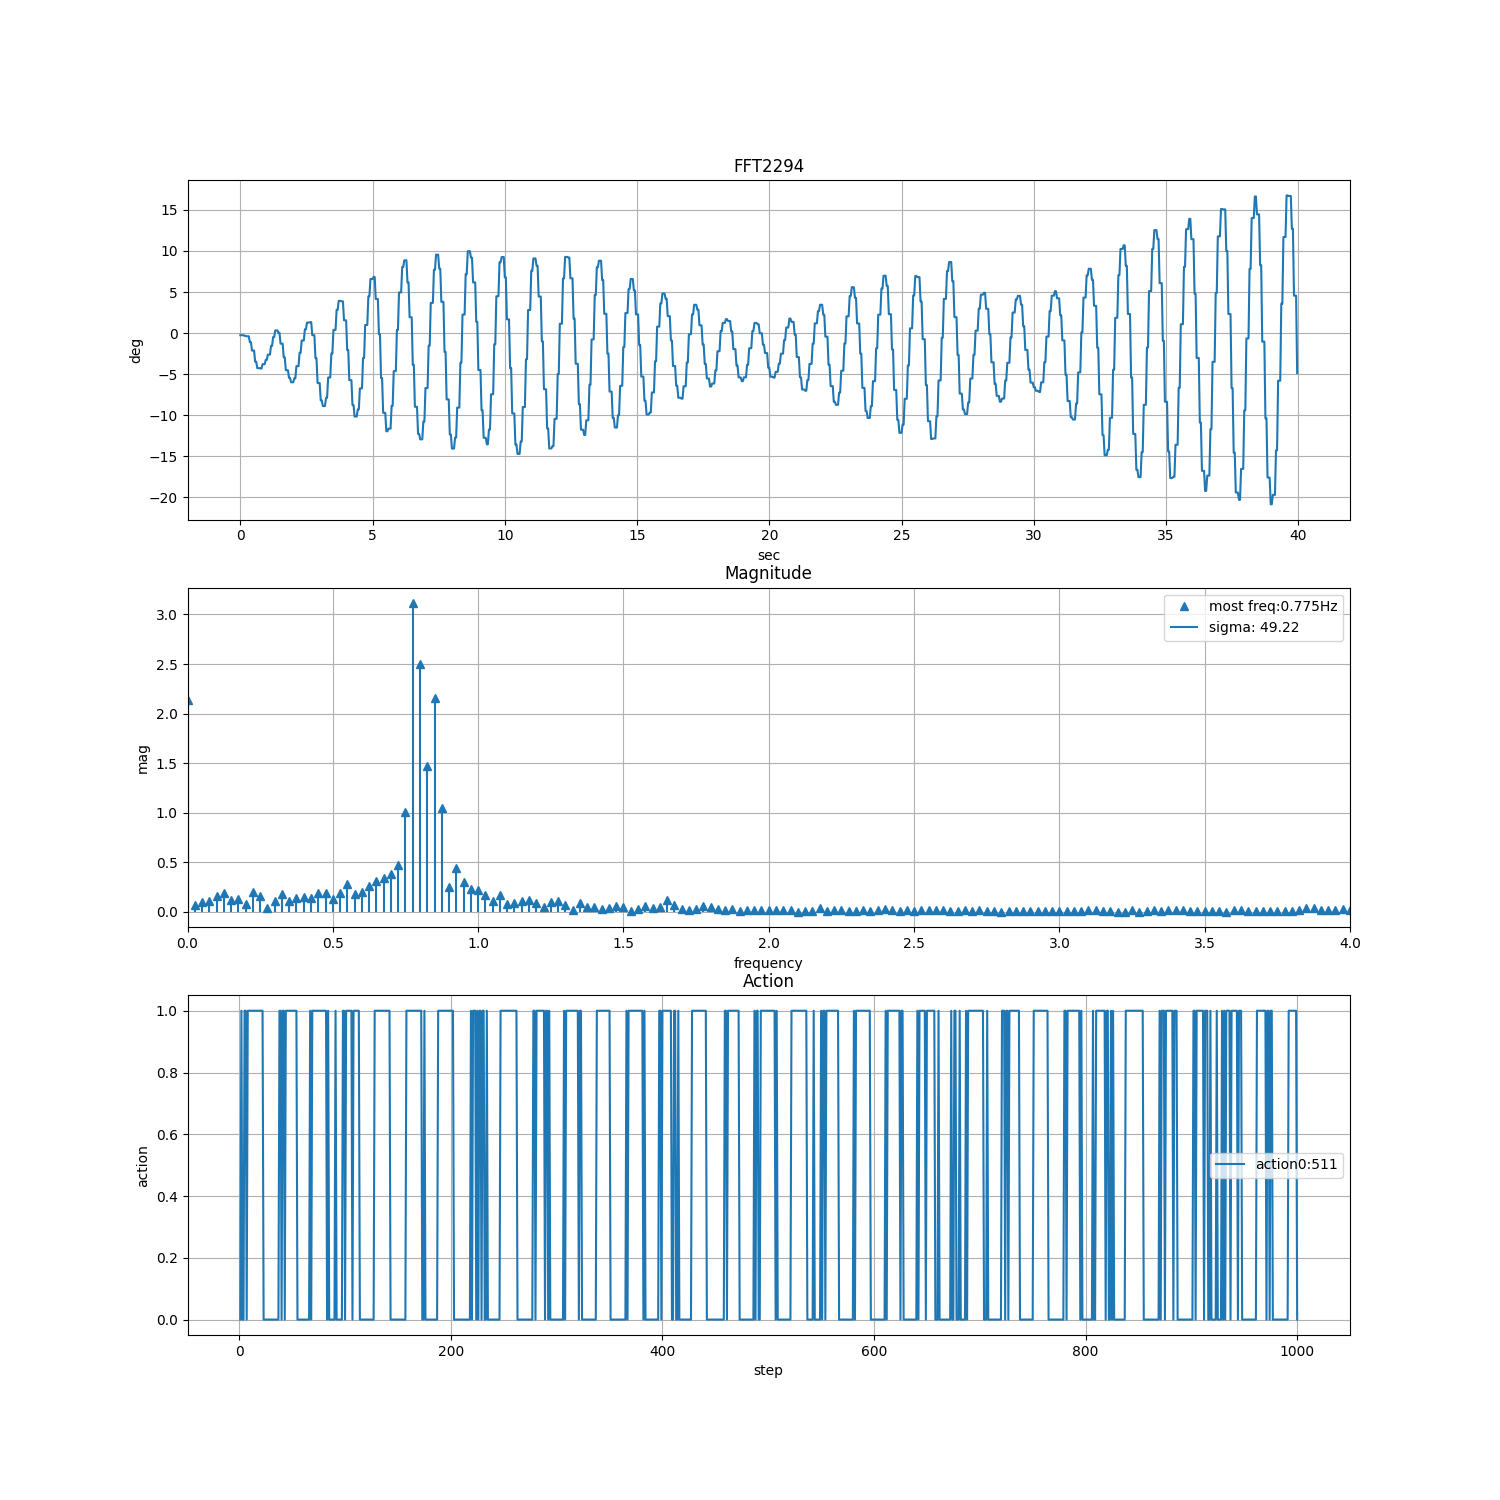 FFT2294
15
10
5
0
−5
−10
−15
−20
deg
0 5 10 15 20 25 30 35 40
sec
Magnitude
most freq:0.775Hz
sigma: 49.22
3.0
2.5
2.0
1.5
1.0
0.5
0.0
mag
0.0 0.5 1.0 1.5 2.0 2.5 3.0 3.5 4.0
frequency
Action
1.0
0.8
0.6
0.4
0.2
0.0
action
action0:511
0 200 400 600 800 1000
step